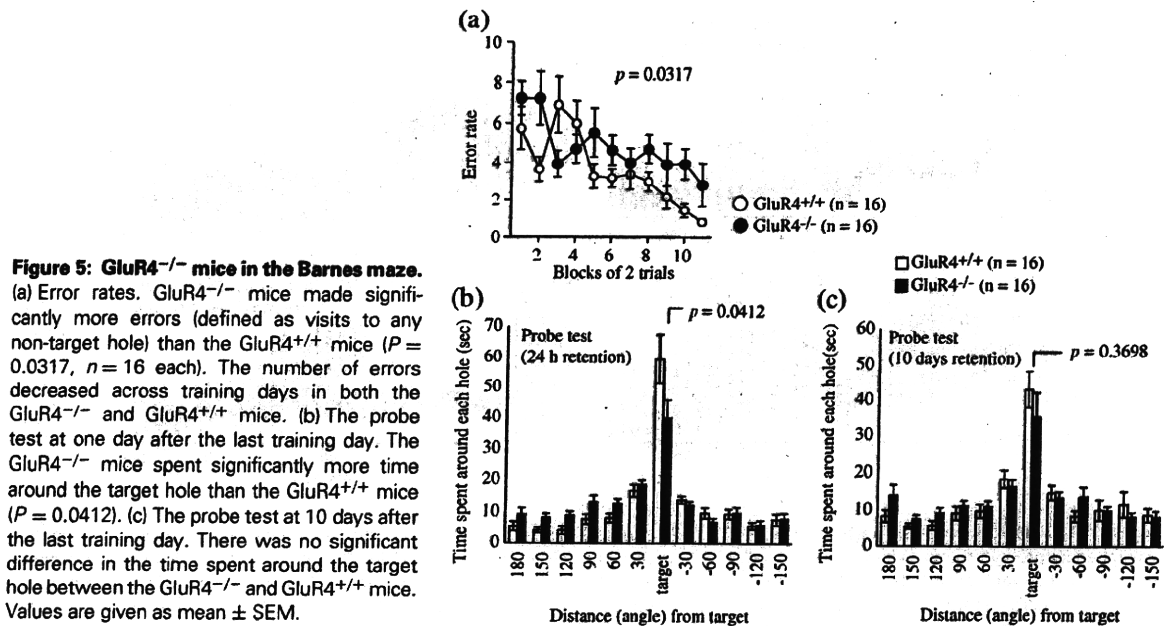 (a)
10
8
6
4
2
0
Error rate
p = 0.0317
2 4 6 8 10
Blocks of 2 trials
GluR4+/+ (n = 16)
GluR4-/- (n = 16)
Figure 5: GluR4−/− mice in the Barnes maze.
(a) Error rates. GluR4−/− mice made signifi-
cantly more errors (defined as visits to any
non-target hole) than the GluR4+/+ mice (P =
0.0317, n = 16 each). The number of errors
decreased across training days in both the
GluR4−/− and GluR4+/+ mice. (b) The probe
test at one day after the last training day. The
GluR4−/− mice spent significantly more time
around the target hole than the GluR4+/+ mice
(P = 0.0412). (c) The probe test at 10 days after
the last training day. There was no significant
difference in the time spent around the target
hole between the GluR4−/− and GluR4+/+ mice.
Values are given as mean ± SEM.
GluR4+/+ (n = 16)
GluR4-/- (n = 16)
(b)
70
60
50
40
30
20
10
0
Time spent around each hole (sec)
Probe test
(24 h retention)
p = 0.0412
180 150 120 90 60 30 target -30 -60 -90 -120 -150
Distance (angle) from target
(c)
60
50
40
30
20
10
0
Time spent around each hole(sec)
Probe test
(10 days retention)
p = 0.3698
180 150 120 90 60 30 target -30 -60 -90 -120 -150
Distance (angle) from target